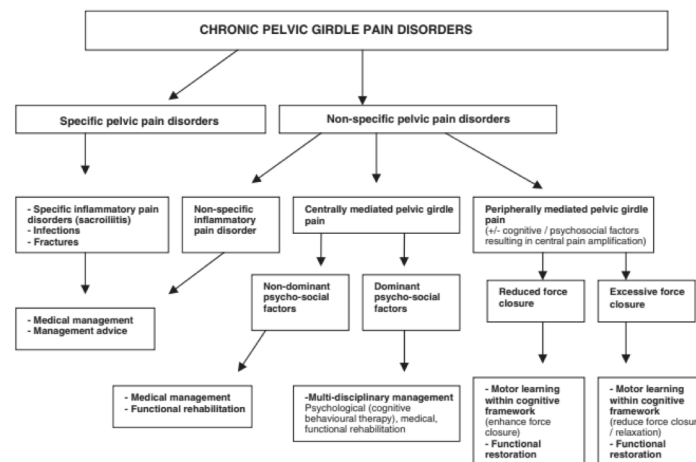 CHRONIC PELVIC GIRDLE PAIN DISORDERS
Specific pelvic pain disorders
Non-specific pelvic pain disorders
- Specific inflammatory pain
disorders (sacroiliitis)
- Infections
- Fractures
Non-specific
inflammatory
pain disorder
Centrally mediated pelvic girdle
pain
Peripherally mediated pelvic girdle
pain
(+/- cognitive / psychosocial factors
resulting in central pain amplification)
Non-dominant
psycho-social
factors
Dominant
psycho-social
factors
Reduced force
closure
Excessive force
closure
- Medical management
- Management advice
- Medical management
- Functional rehabilitation
-Multi-disciplinary management
Psychological (cognitive
behavioural therapy), medical,
functional rehabilitation
- Motor learning
within cognitive
framework
(enhance force
closure)
- Functional
restoration
- Motor learning
within cognitive
framework
(reduce force closur
/ relaxation)
- Functional
restoration